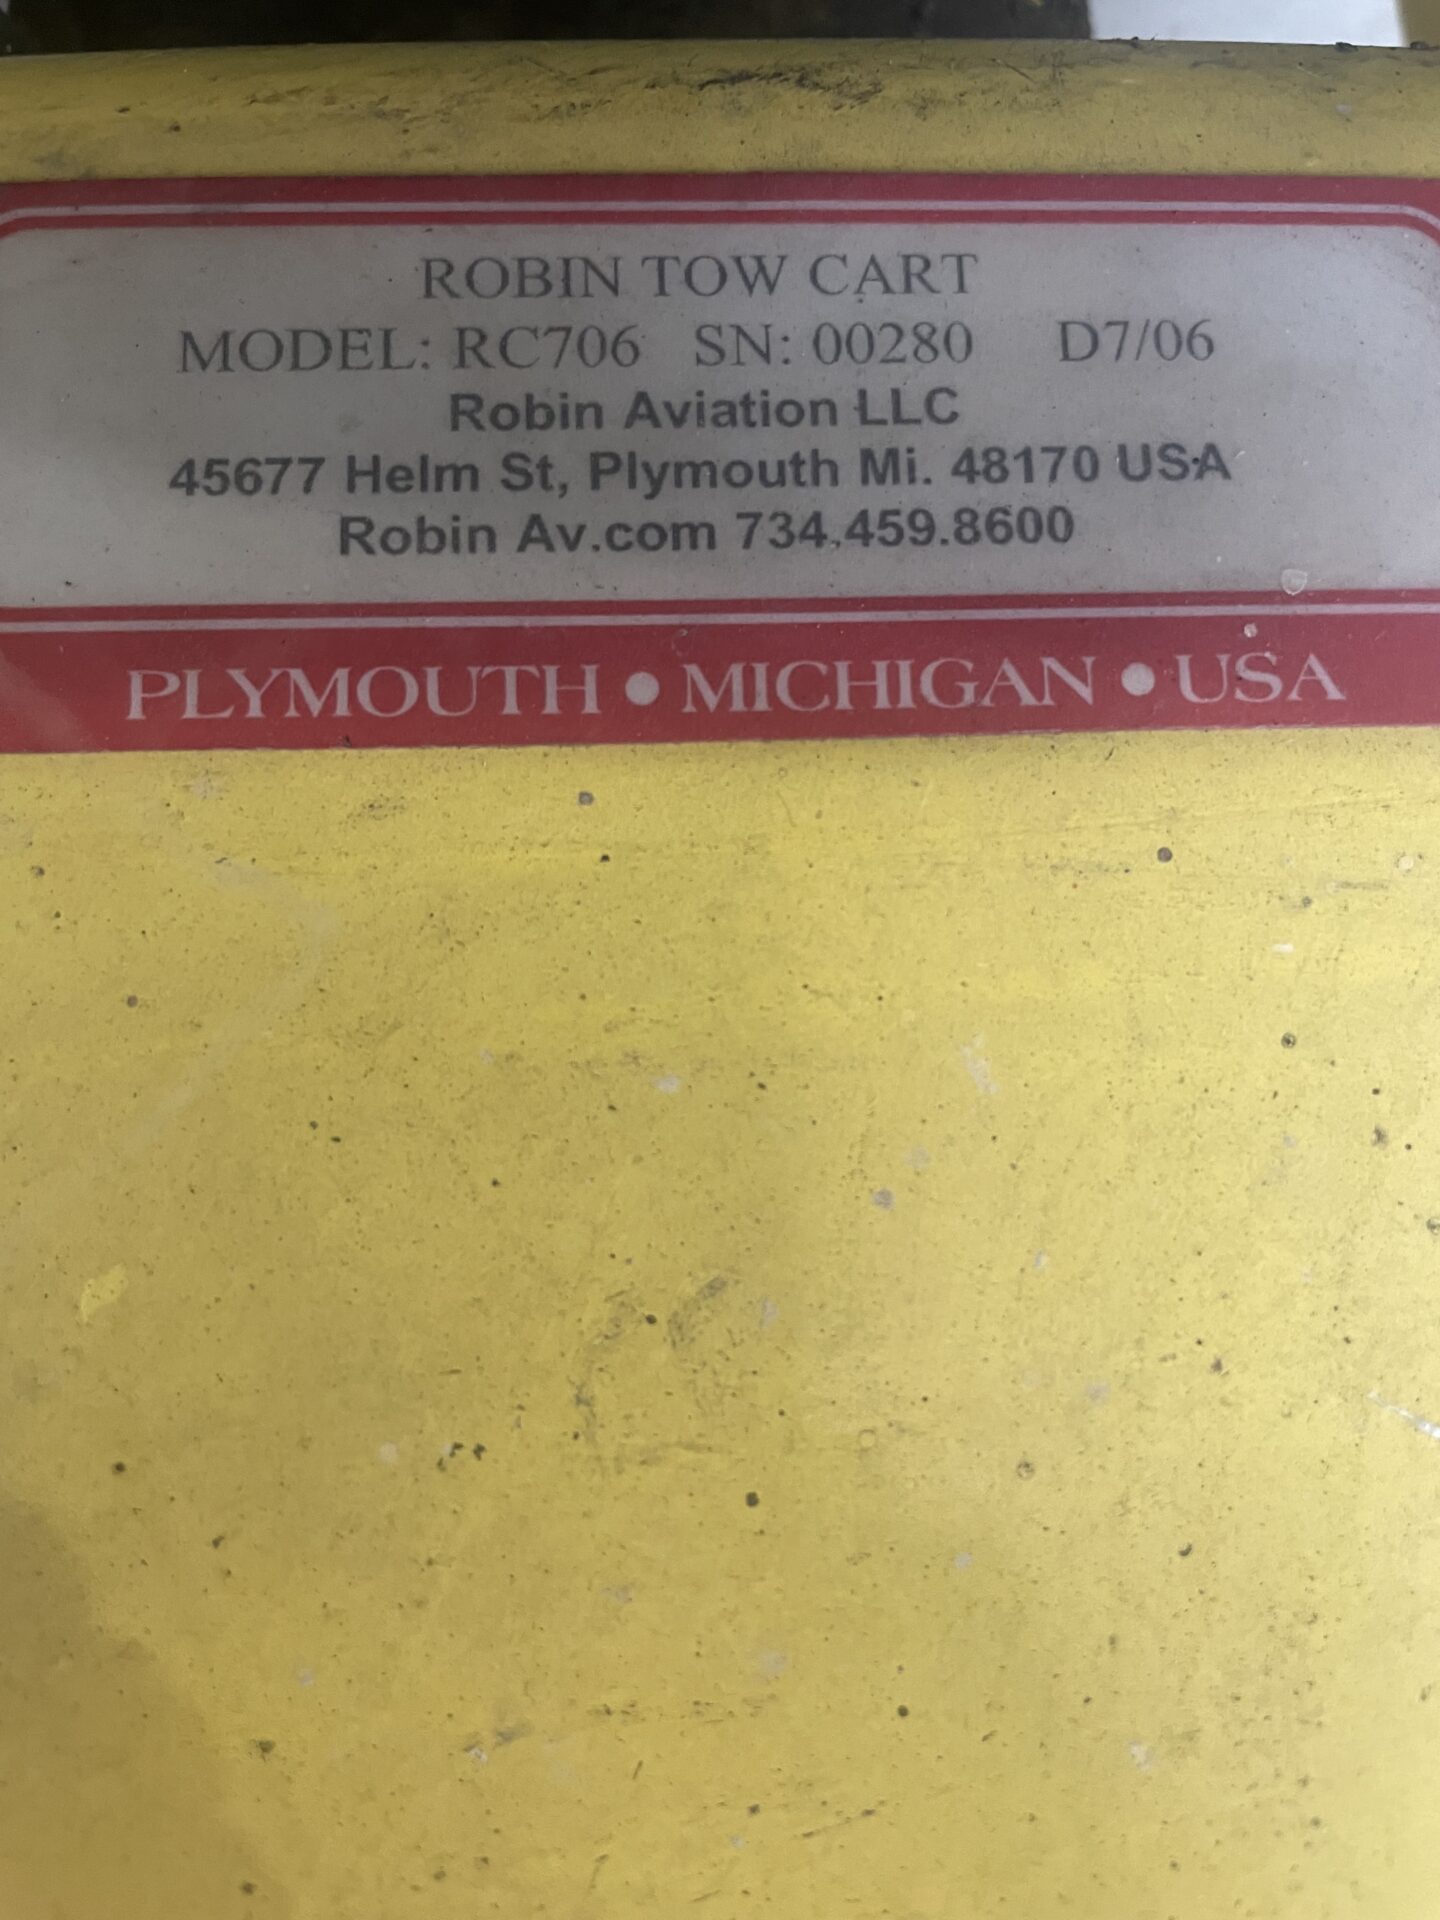 ROBIN TOW CART
MODEL: RC706 SN: 00280 D7/06
Robin Aviation LLC
45677 Helm St, Plymouth Mi. 48170 USA
Robin Av.com 734.459.8600
PLYMOUTH • MICHIGAN • USA